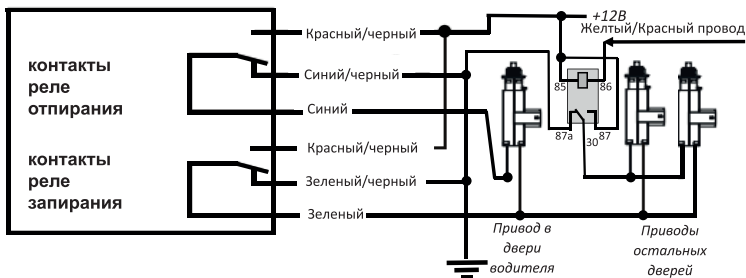 контакты
реле
отпирания
контакты
реле
запирания
Красный/черный
Синий/черный
Синий
Красный/черный
Зеленый/черный
Зеленый
+12В
Желтый/Красный провод
85
86
87а
30
87
Привод в
двери
водителя
Приводы
остальных
дверей